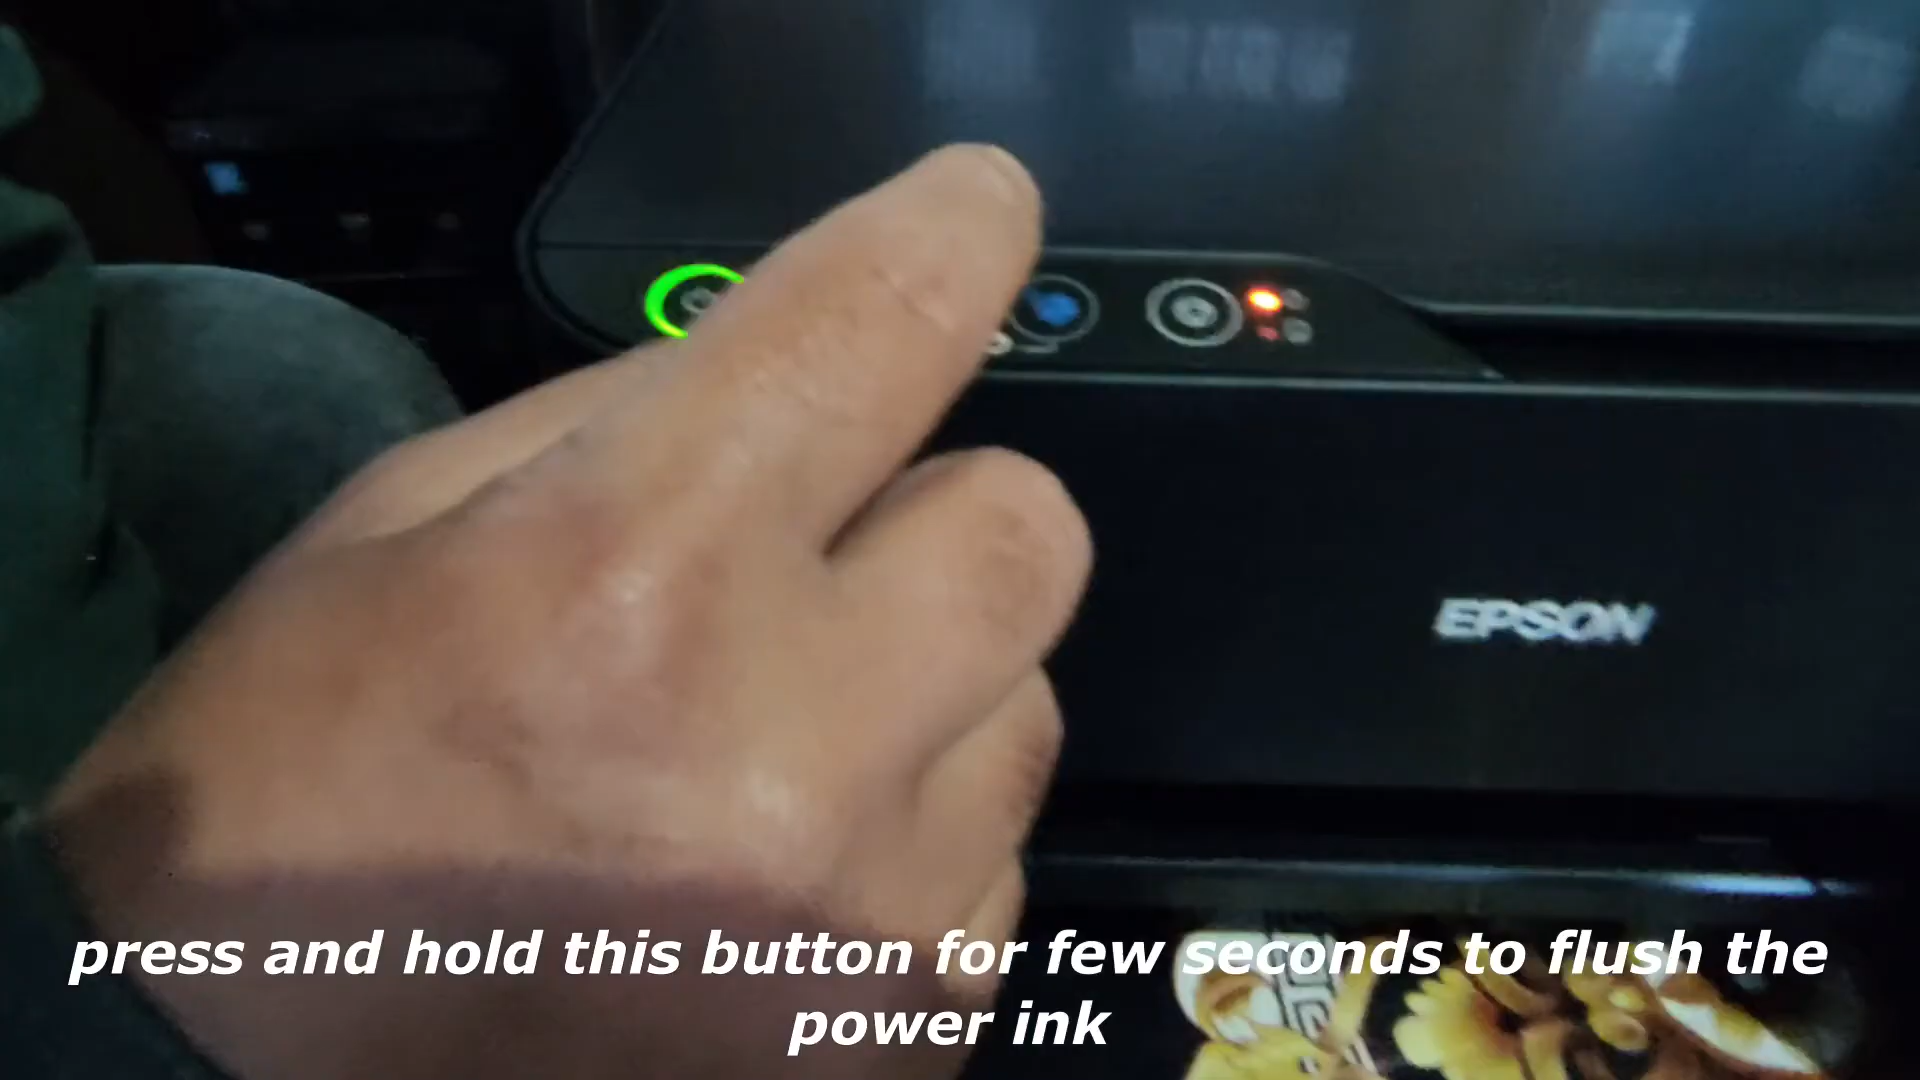 EPSON
press and hold this button for few seconds to flush the
power ink